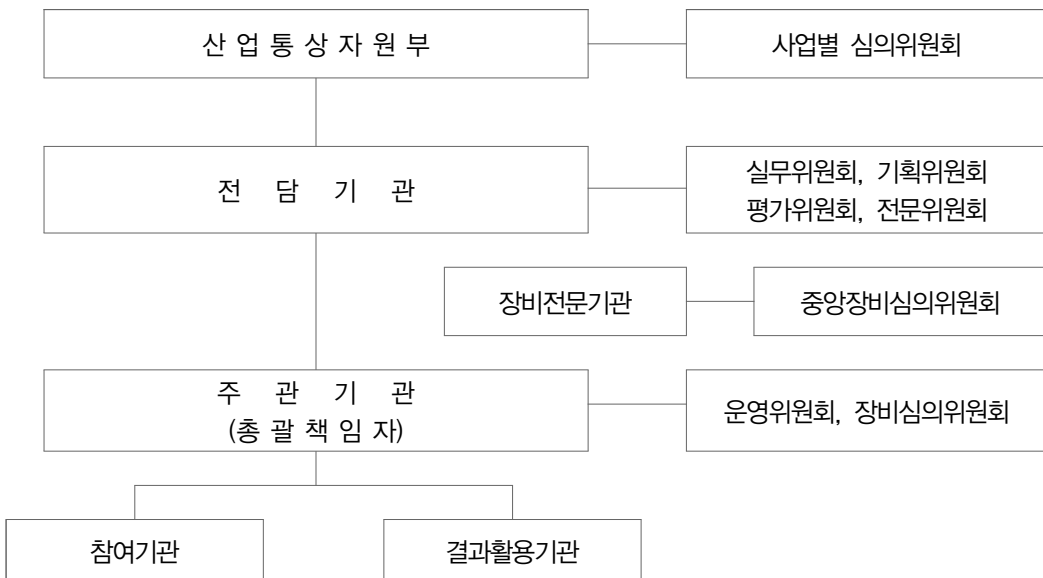 산 업 통 상 자 원 부
사업별 심의위원회
전 담 기 관
실무위원회, 기획위원회
평가위원회, 전문위원회
장비전문기관
중앙장비심의위원회
주 관 기 관
(총 괄 책 임 자)
운영위원회, 장비심의위원회
참여기관
결과활용기관